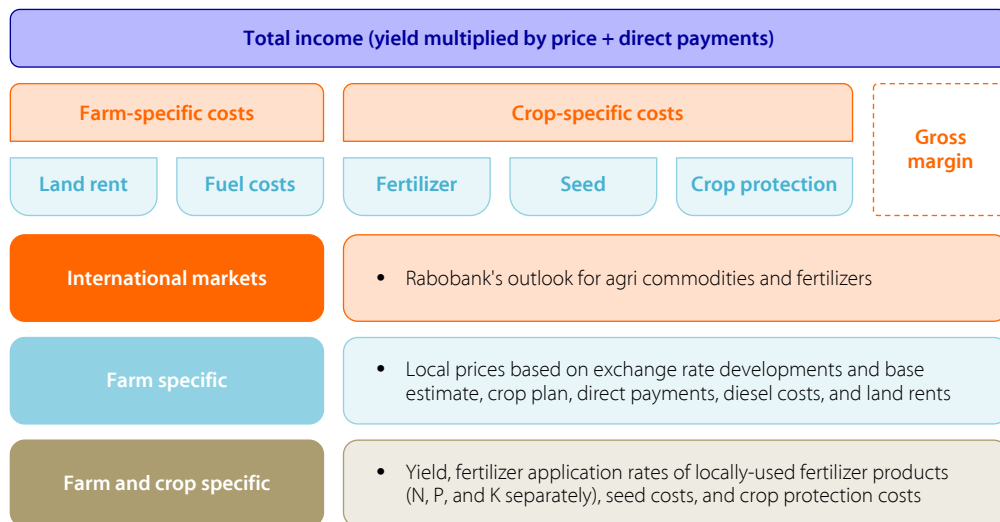 Total income (yield multiplied by price + direct payments)
Farm-specific costs
Crop-specific costs
Gross
margin
Land rent
Fuel costs
Fertilizer
Seed
Crop protection
International markets
• Rabobank's outlook for agri commodities and fertilizers
Farm specific
• Local prices based on exchange rate developments and base
estimate, crop plan, direct payments, diesel costs, and land rents
Farm and crop specific
• Yield, fertilizer application rates of locally-used fertilizer products
(N, P, and K separately), seed costs, and crop protection costs